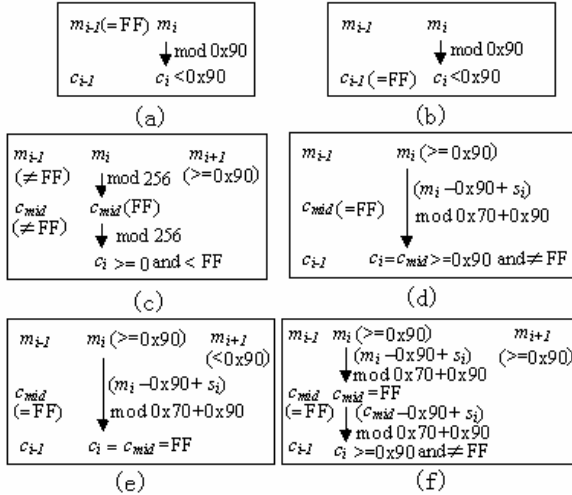 m_{i-1}(=FF) m_i
mod 0x90
c_{i-1} c_i <0x90
(a)
m_{i-1} m_i
mod 0x90
c_{i-1}(=FF) c_i <0x90
(b)
m_{i-1} m_i m_{i+1}
(≠FF) mod 256 (>=0x90)
c_{mid} c_{mid}(FF)
(≠FF) mod 256
c_i >=0 and < FF
(c)
m_{i-1} m_i (>=0x90)
(m_i -0x90+ s_i)
c_{mid}(=FF) mod 0x70+0x90
c_{i-1} c_i=c_{mid}>=0x90 and≠FF
(d)
m_{i-1} m_i (>=0x90) m_{i+1}
(<0x90)
(m_i -0x90+ s_i)
c_{mid} mod 0x70+0x90
(=FF)
c_{i-1} c_i = c_{mid} =FF
(e)
m_{i-1} m_i (>=0x90) m_{i+1}
(m_i -0x90+ s_i) (>=0x90)
mod 0x70+0x90
c_{mid} c_{mid}=FF
(=FF) (c_{mid} -0x90+ s_i)
mod 0x70+0x90
c_{i-1} c_i >=0x90 and≠FF
(f)